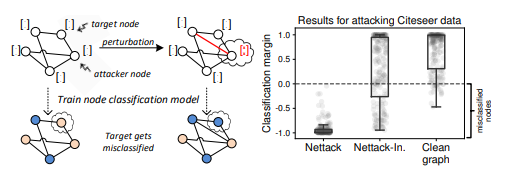 [ ] [ ] target node
[ ] [ ]
perturbation
[ ] attacker node
[ ] [ ]
[ ] [ ]
[:]
[ ]
Train node classification model
Target gets
misclassified
Results for attacking Citeseer data
Classification margin
1.0
0.5
0.0
-0.5
-1.0
Nettack
Nettack-In.
Clean
graph
misclassified
nodes